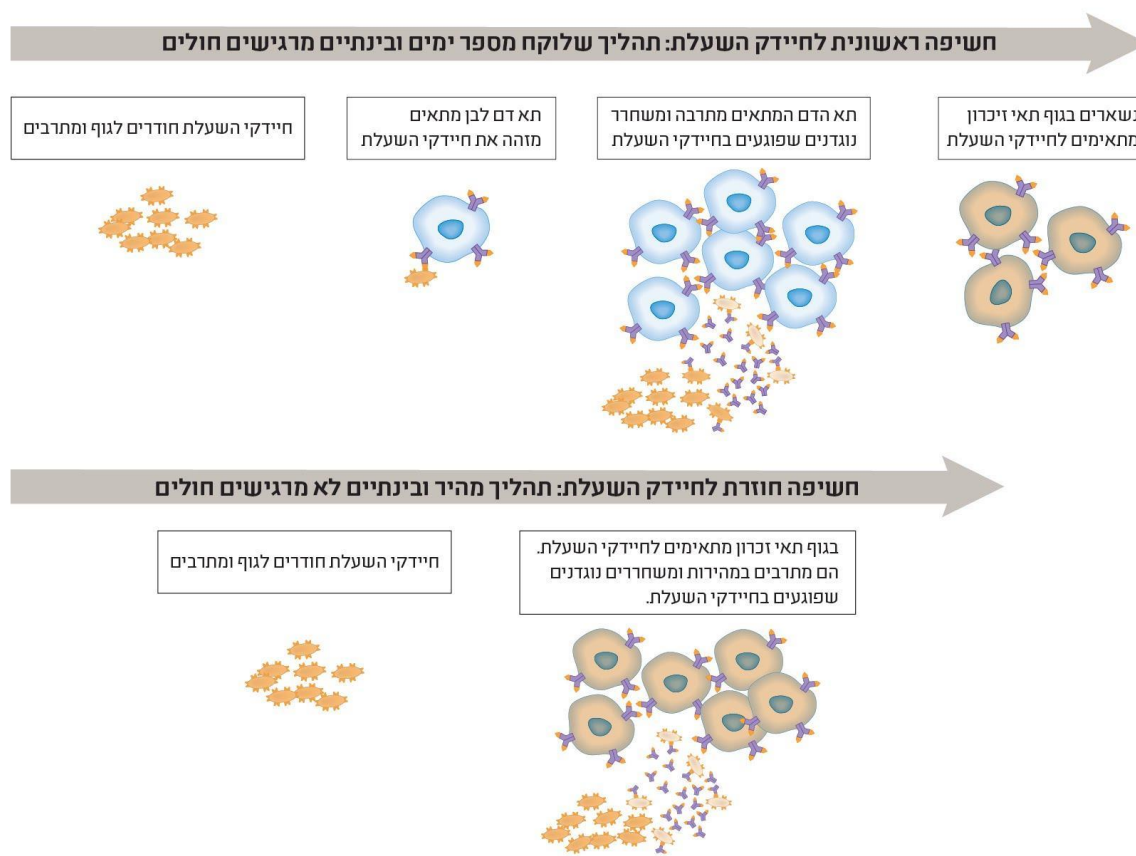 חשיפה ראשונית לחיידק השעלת: תהליך שלוקח מספר ימים ובינתיים מרגישים חולים
חיידקי השעלת חודרים לגוף ומתרבים
תא דם לבן מתאים
מזהה את חיידקי השעלת
תא הדם המתאים מתרבה ומשחרר
נוגדנים שפוגעים בחיידקי השעלת
נשארים בגוף תאי זיכרון
מתאימים לחיידקי השעלת
חשיפה חוזרת לחיידק השעלת: תהליך מהיר ובינתיים לא מרגישים חולים
חיידקי השעלת חודרים לגוף ומתרבים
בגוף תאי זכרון מתאימים לחיידקי השעלת.
הם מתרבים במהירות ומשחררים נוגדנים
שפוגעים בחיידקי השעלת.